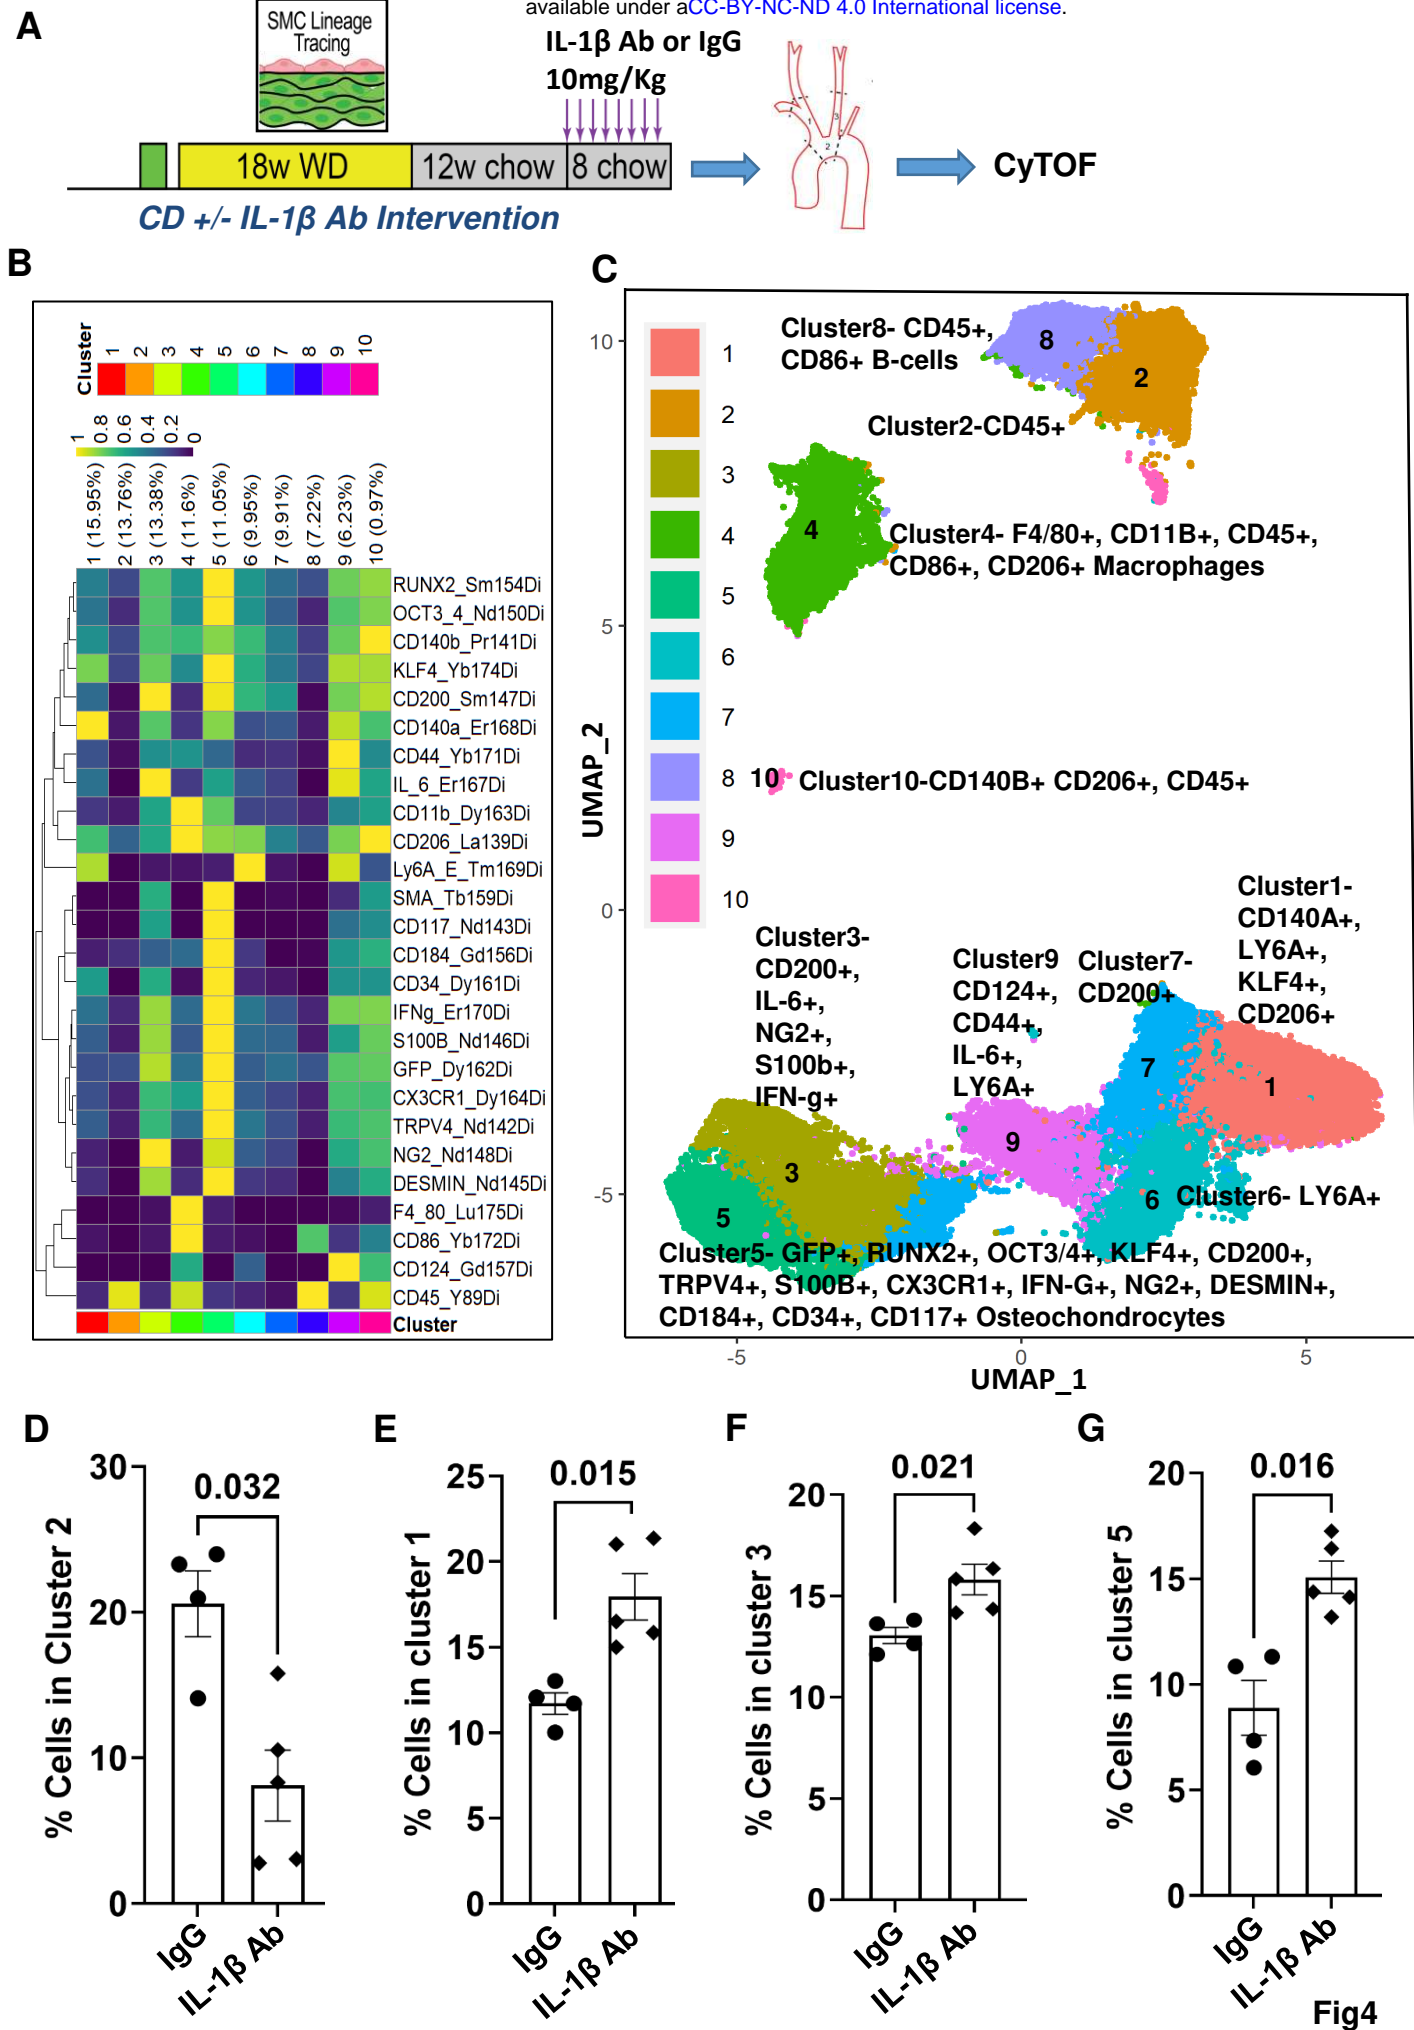 available under aCC-BY-NC-ND 4.0 International license.
A
SMC Lineage
Tracing
IL-1β Ab or IgG
10mg/Kg
18w WD
12w chow
8 chow
CD +/- IL-1β Ab Intervention
1
2
3
CyTOF
B
Cluster
1
2
3
4
5
6
7
8
9
10
1
0.8
0.6
0.4
0.2
0
1 (15.95%)
2 (13.76%)
3 (13.38%)
4 (11.6%)
5 (11.05%)
6 (9.95%)
7 (9.91%)
8 (7.22%)
9 (6.23%)
10 (0.97%)
RUNX2_Sm154Di
OCT3_4_Nd150Di
CD140b_Pr141Di
KLF4_Yb174Di
CD200_Sm147Di
CD140a_Er168Di
CD44_Yb171Di
IL_6_Er167Di
CD11b_Dy163Di
CD206_La139Di
Ly6A_E_Tm169Di
SMA_Tb159Di
CD117_Nd143Di
CD184_Gd156Di
CD34_Dy161Di
IFNg_Er170Di
S100B_Nd146Di
GFP_Dy162Di
CX3CR1_Dy164Di
TRPV4_Nd142Di
NG2_Nd148Di
DESMIN_Nd145Di
F4_80_Lu175Di
CD86_Yb172Di
CD124_Gd157Di
CD45_Y89Di
Cluster
C
UMAP_2
10
5
0
-5
1
2
3
4
5
6
7
8
9
10
Cluster8- CD45+,
CD86+ B-cells
8
2
Cluster2-CD45+
4
Cluster4- F4/80+, CD11B+, CD45+,
CD86+, CD206+ Macrophages
10
Cluster10-CD140B+ CD206+, CD45+
Cluster3-
CD200+,
IL-6+,
NG2+,
S100b+,
IFN-g+
Cluster9
CD124+,
CD44+,
IL-6+,
LY6A+
Cluster7-
CD200+
Cluster1-
CD140A+,
LY6A+,
KLF4+,
CD206+
7
1
9
3
5
6
Cluster6- LY6A+
Cluster5- GFP+, RUNX2+, OCT3/4+, KLF4+, CD200+,
TRPV4+, S100B+, CX3CR1+, IFN-G+, NG2+, DESMIN+,
CD184+, CD34+, CD117+ Osteochondrocytes
-5
0
5
UMAP_1
D
% Cells in Cluster 2
30
20
10
0
0.032
IgG
IL-1β Ab
E
% Cells in cluster 1
25
20
15
10
5
0
0.015
IgG
IL-1β Ab
F
% Cells in cluster 3
20
15
10
5
0
0.021
IgG
IL-1β Ab
G
% Cells in cluster 5
20
15
10
5
0
0.016
IgG
IL-1β Ab
Fig4